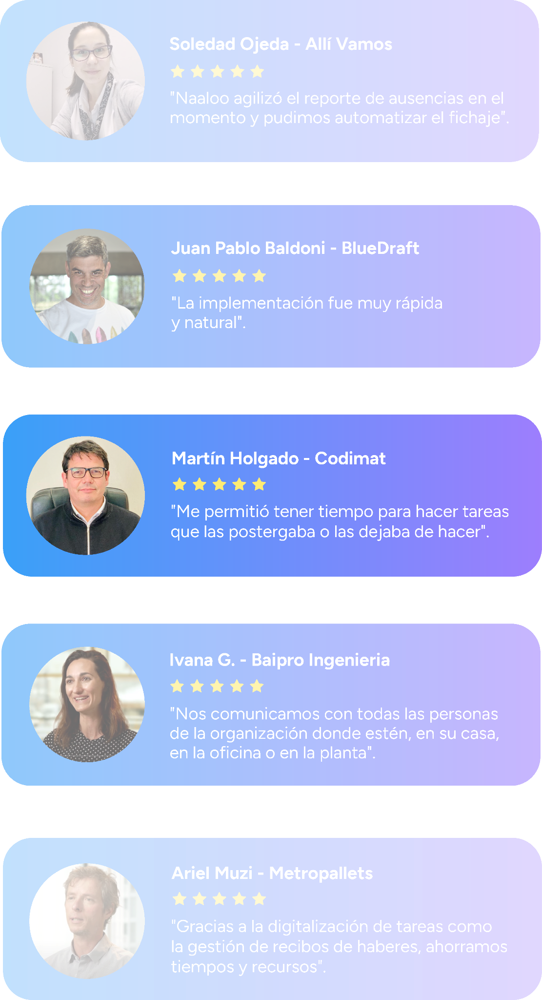 Soledad Ojeda - Allí Vamos
"Naaloo agilizó el reporte de ausencias en el
momento y pudimos automatizar el fichaje".
Juan Pablo Baldoni - BlueDraft
"La implementación fue muy rápida
y natural".
Martín Holgado - Codimat
"Me permitió tener tiempo para hacer tareas
que las postergaba o las dejaba de hacer".
Ivana G. - Baipro Ingenieria
"Nos comunicamos con todas las personas
de la organización donde estén, en su casa,
en la oficina o en la planta".
Ariel Muzi - Metropallets
"Gracias a la digitalización de tareas como
la gestión de recibos de haberes, ahorramos
tiempos y recursos".